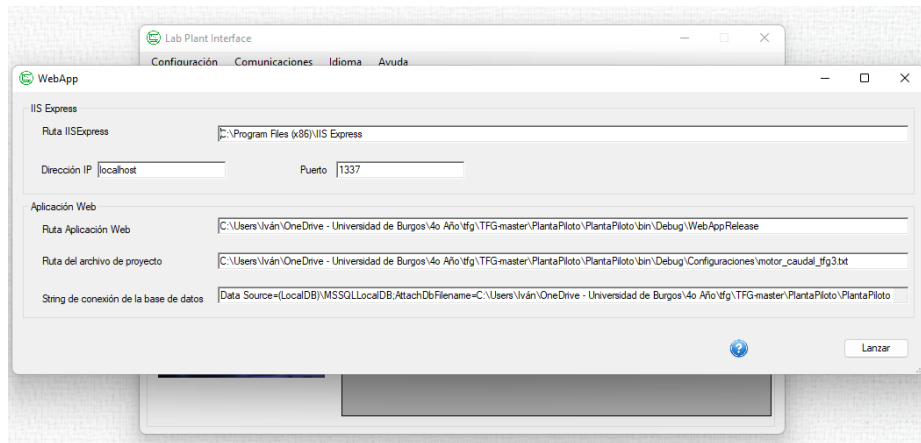 Lab Plant Interface
Configuración Comunicaciones Idioma Ayuda
WebApp
IIS Express
Ruta IISExpress C:\Program Files (x86)\IIS Express
Dirección IP localhost Puerto 1337
Aplicación Web
Ruta Aplicación Web C:\Users\Iván\OneDrive - Universidad de Burgos\4o Año\tfg\TFG-master\PlantaPiloto\PlantaPiloto\bin\Debug\WebAppRelease
Ruta del archivo de proyecto C:\Users\Iván\OneDrive - Universidad de Burgos\4o Año\tfg\TFG-master\PlantaPiloto\PlantaPiloto\bin\Debug\Configuraciones\motor_caudal_tfg3.txt
String de conexión de la base de datos Data Source=(LocalDB)\MSSQLLocalDB;AttachDbFilename=C:\Users\Iván\OneDrive - Universidad de Burgos\4o Año\tfg\TFG-master\PlantaPiloto\PlantaPiloto
? Lanzar